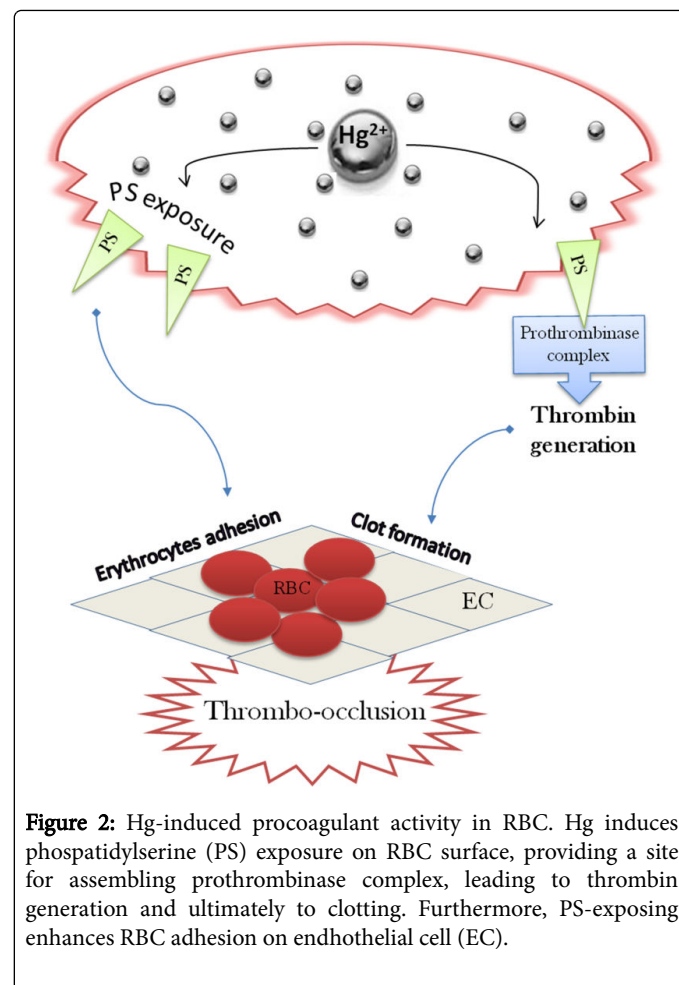 Hg2+
PS exposure
PS
PS
PS
Prothrombinase
complex
Thrombin
generation
Erythrocytes adhesion
Clot formation
RBC
EC
Thrombo-occlusion
Figure 2: Hg-induced procoagulant activity in RBC. Hg induces
phospatidylserine (PS) exposure on RBC surface, providing a site
for assembling prothrombinase complex, leading to thrombin
generation and ultimately to clotting. Furthermore, PS-exposing
enhances RBC adhesion on endhothelial cell (EC).